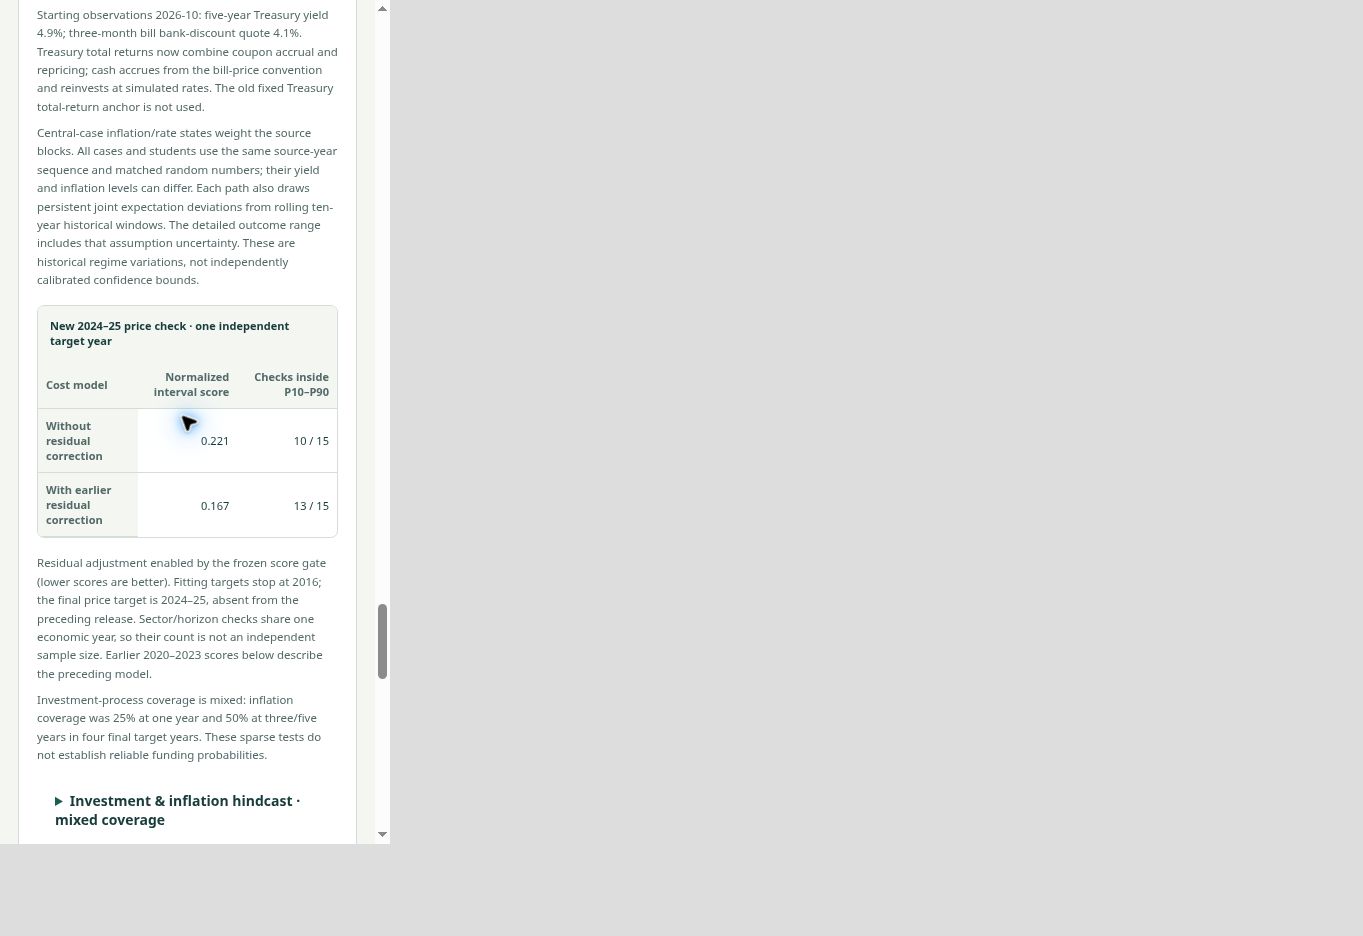 Starting observations 2026-10: five-year Treasury yield
4.9%; three-month bill bank-discount quote 4.1%.
Treasury total returns now combine coupon accrual and
repricing; cash accrues from the bill-price convention
and reinvests at simulated rates. The old fixed Treasury
total-return anchor is not used.
Central-case inflation/rate states weight the source
blocks. All cases and students use the same source-year
sequence and matched random numbers; their yield
and inflation levels can differ. Each path also draws
persistent joint expectation deviations from rolling ten-
year historical windows. The detailed outcome range
includes that assumption uncertainty. These are
historical regime variations, not independently
calibrated confidence bounds.
New 2024–25 price check · one independent
target year
Cost model
Normalized
interval score
Checks inside
P10–P90
Without
residual
correction
0.221
10 / 15
With earlier
residual
correction
0.167
13 / 15
Residual adjustment enabled by the frozen score gate
(lower scores are better). Fitting targets stop at 2016;
the final price target is 2024–25, absent from the
preceding release. Sector/horizon checks share one
economic year, so their count is not an independent
sample size. Earlier 2020–2023 scores below describe
the preceding model.
Investment-process coverage is mixed: inflation
coverage was 25% at one year and 50% at three/five
years in four final target years. These sparse tests do
not establish reliable funding probabilities.
Investment & inflation hindcast ·
mixed coverage